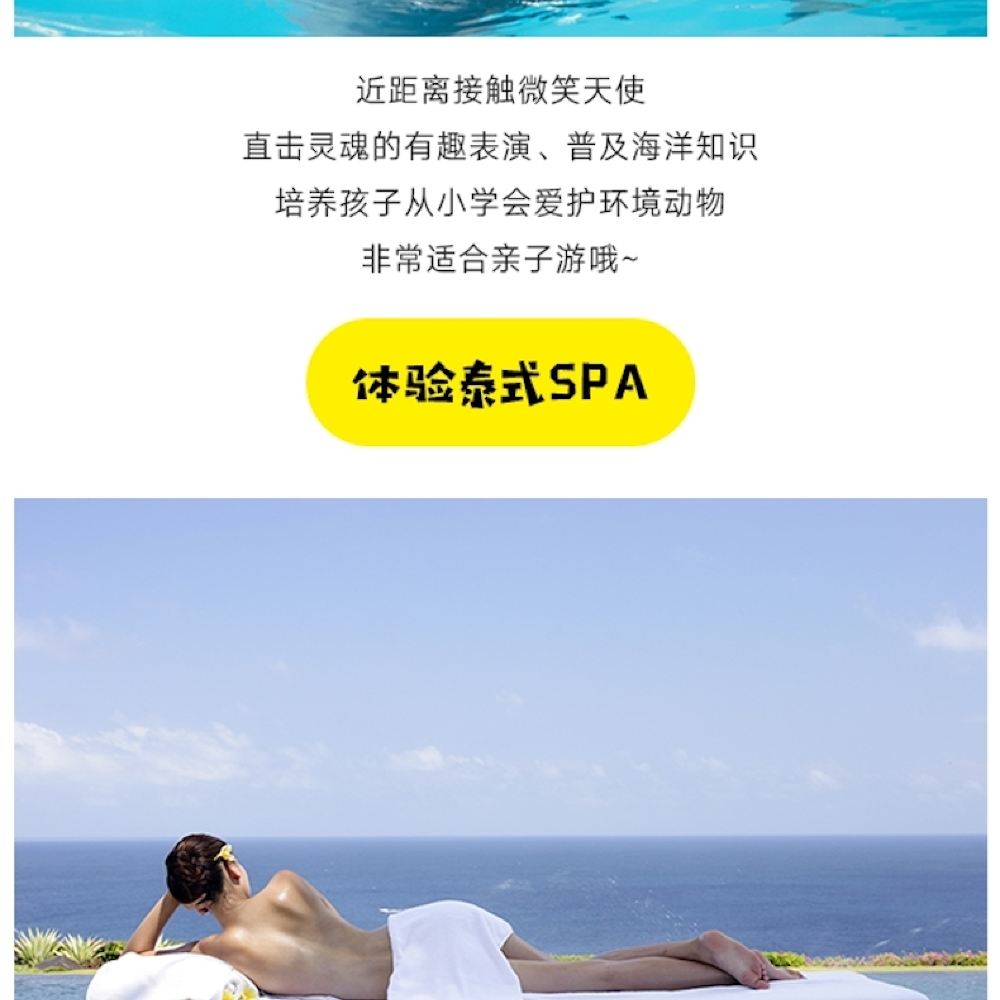 近距离接触微笑天使
直击灵魂的有趣表演、普及海洋知识
培养孩子从小学会爱护环境动物
非常适合亲子游哦~
体验泰式SPA